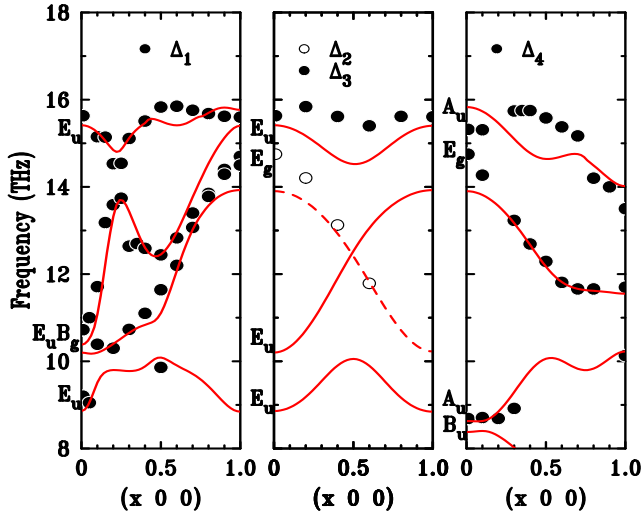 18
16
14
12
10
8
Frequency (THz)
Δ1
Δ2
Δ3
Δ4
Eu
EuBg
Eu
Eu
Eg
Eu
Eu
Au
Eg
Au
Bu
0 0.5 1.0
0 0.5 1.0
0 0.5 1.0
(x 0 0)
(x 0 0)
(x 0 0)